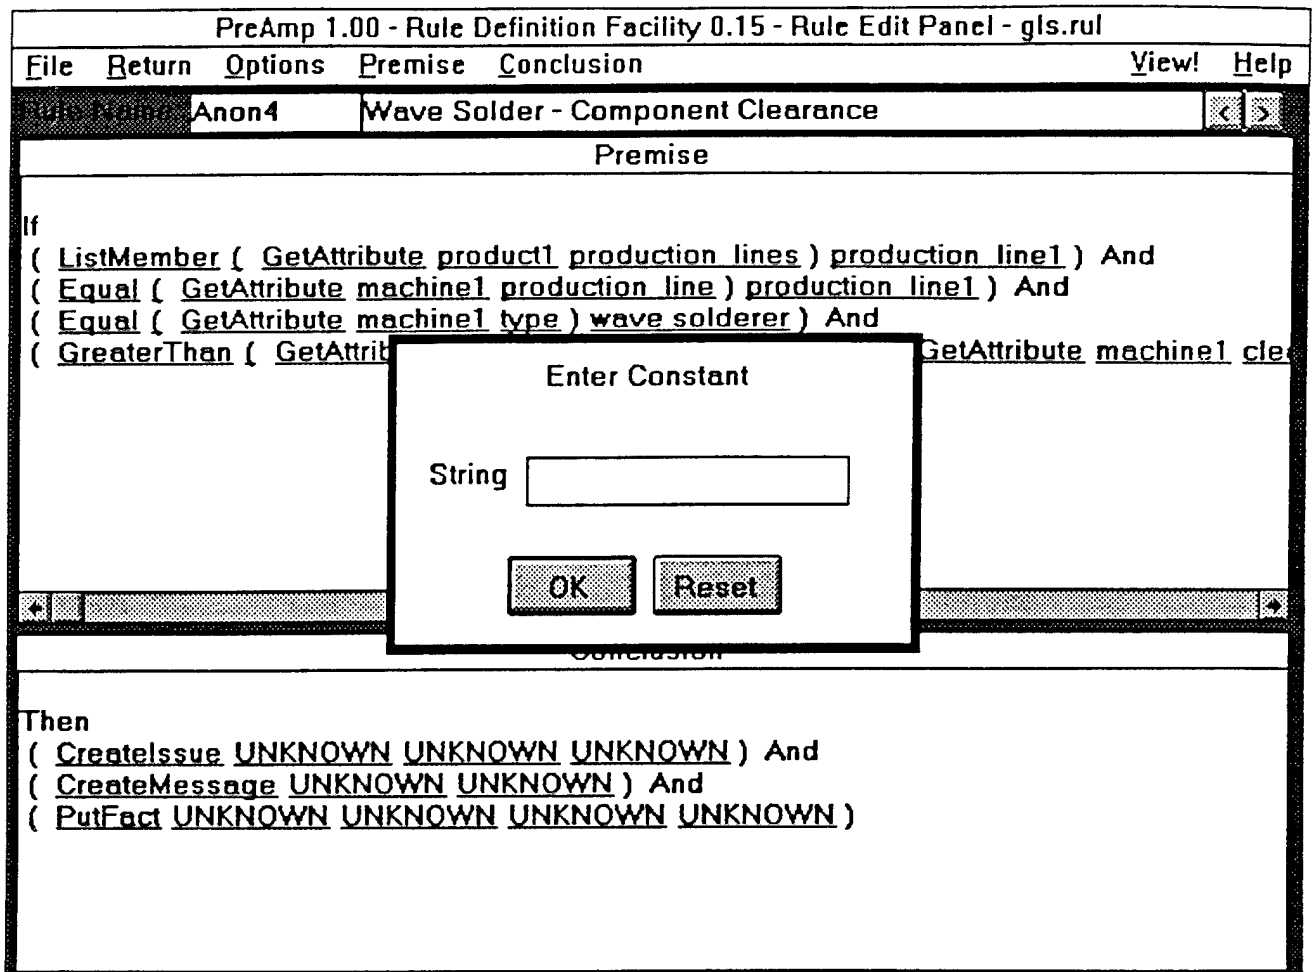 PreAmp 1.00 - Rule Definition Facility 0.15 - Rule Edit Panel - gls.rul
File Return Options Premise Conclusion View! Help
Rule Name: Anon4 Wave Solder - Component Clearance < >
Premise
If
( ListMember ( GetAttribute product1 production lines ) production line1 ) And
( Equal ( GetAttribute machine1 production line ) production line1 ) And
( Equal ( GetAttribute machine1 type ) wave solderer ) And
( GreaterThan ( GetAttrib GetAttribute machine1 clea
Enter Constant
String
OK Reset
Conclusion
Then
( CreateIssue UNKNOWN UNKNOWN UNKNOWN ) And
( CreateMessage UNKNOWN UNKNOWN ) And
( PutFact UNKNOWN UNKNOWN UNKNOWN UNKNOWN )